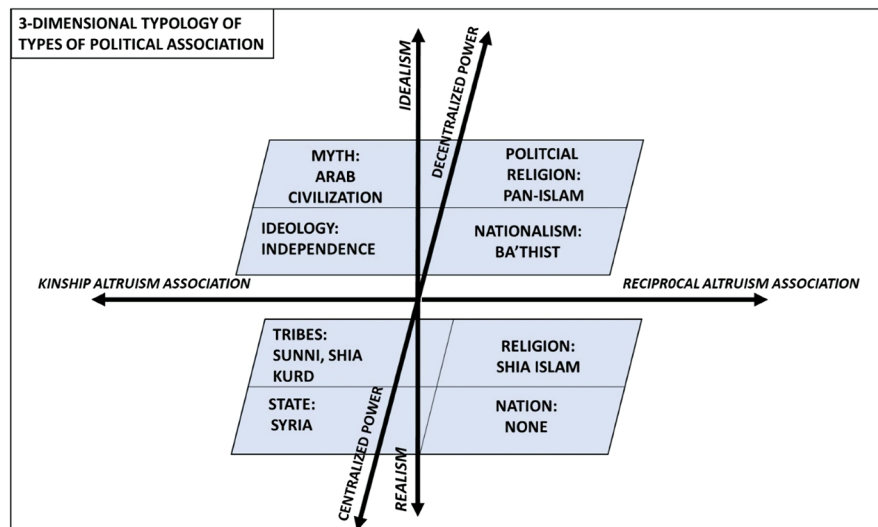 3-DIMENSIONAL TYPOLOGY OF
TYPES OF POLITICAL ASSOCIATION
IDEALISM
DECENTRALIZED POWER
MYTH:
ARAB
CIVILIZATION
POLITCIAL
RELIGION:
PAN-ISLAM
IDEOLOGY:
INDEPENDENCE
NATIONALISM:
BA'THIST
KINSHIP ALTRUISM ASSOCIATION
RECIPR0CAL ALTRUISM ASSOCIATION
TRIBES:
SUNNI, SHIA
KURD
RELIGION:
SHIA ISLAM
STATE:
SYRIA
NATION:
NONE
CENTRALIZED POWER
REALISM